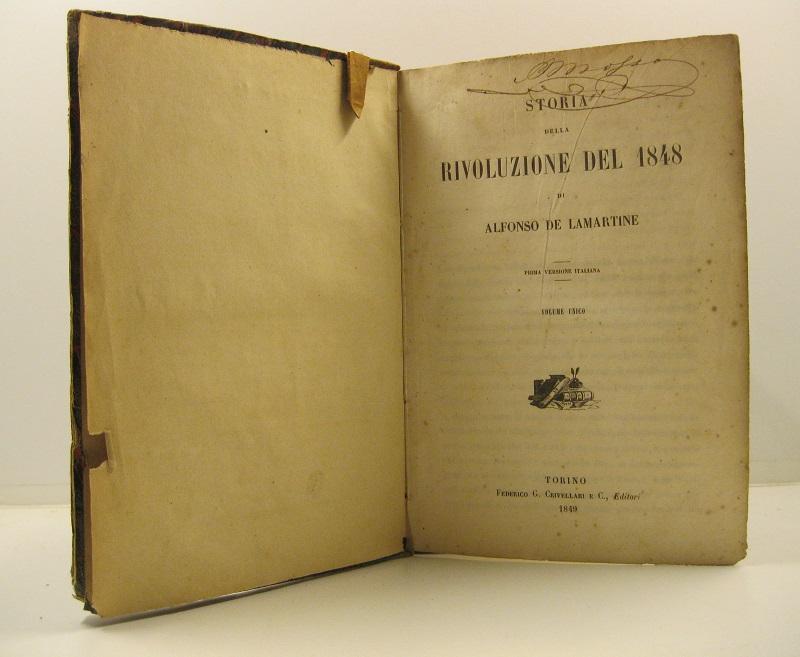 STORIA
DELLA
RIVOLUZIONE DEL 1848
DI
ALFONSO DE LAMARTINE
PRIMA VERSIONE ITALIANA
VOLUME UNICO
TORINO
FEDERICO G. CRIVELLARI E C., Editori
1849